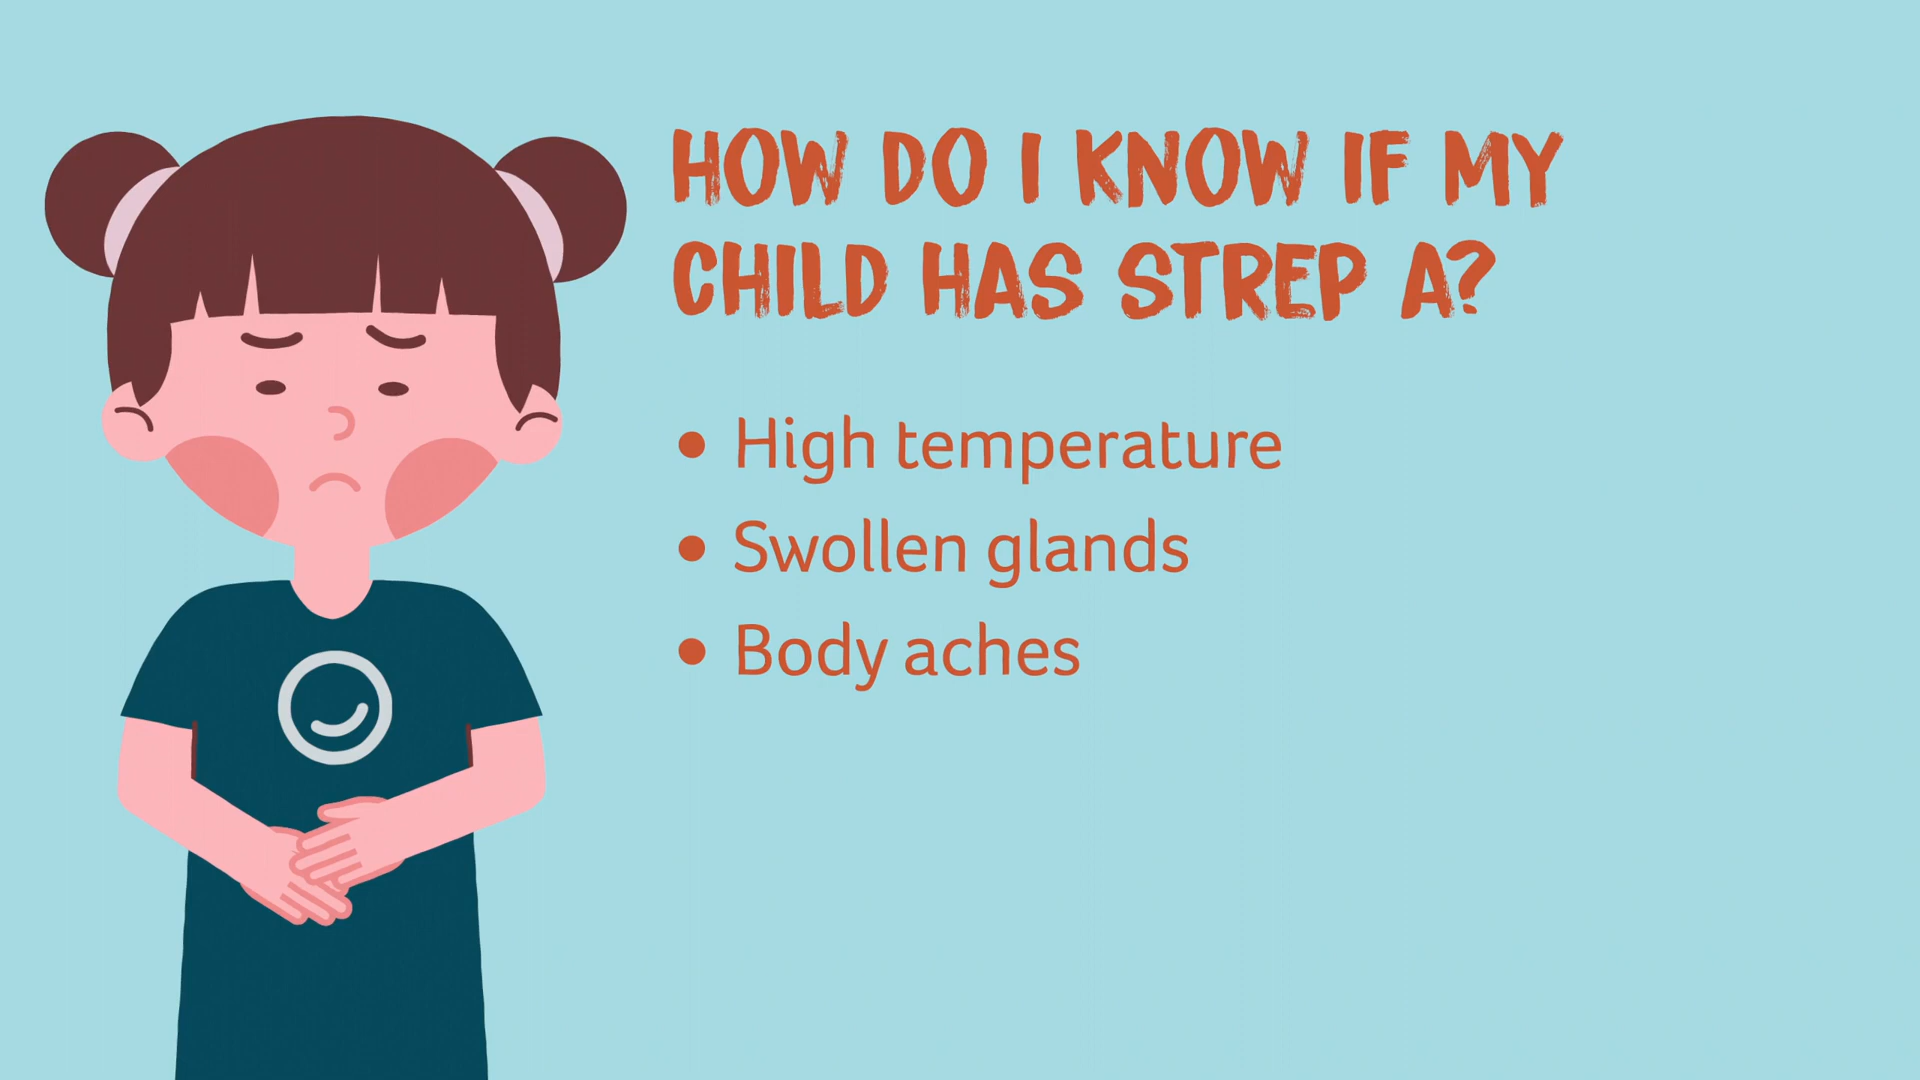 HOW DO I KNOW IF MY
CHILD HAS STREP A?
• High temperature
• Swollen glands
• Body aches